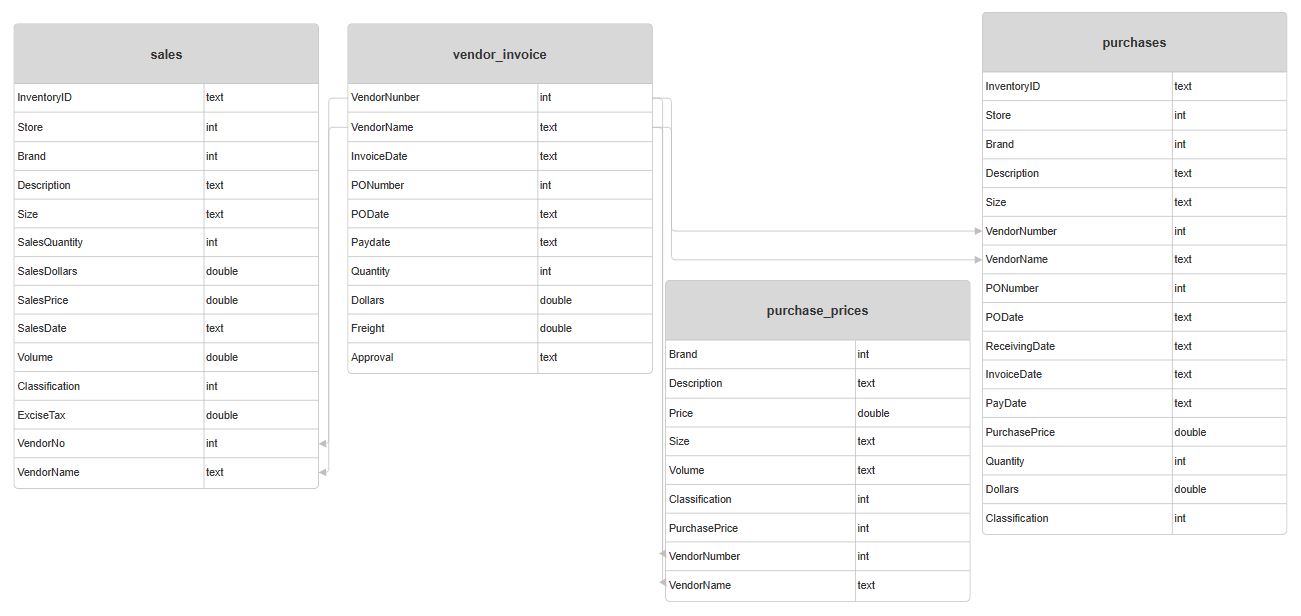 sales
InventoryID text
Store int
Brand int
Description text
Size text
SalesQuantity int
SalesDollars double
SalesPrice double
SalesDate text
Volume double
Classification int
ExciseTax double
VendorNo int
VendorName text
vendor_invoice
VendorNunber int
VendorName text
InvoiceDate text
PONumber int
PODate text
Paydate text
Quantity int
Dollars double
Freight double
Approval text
purchase_prices
Brand int
Description text
Price double
Size text
Volume text
Classification int
PurchasePrice int
VendorNumber int
VendorName text
purchases
InventoryID text
Store int
Brand int
Description text
Size text
VendorNumber int
VendorName text
PONumber int
PODate text
ReceivingDate text
InvoiceDate text
PayDate text
PurchasePrice double
Quantity int
Dollars double
Classification int